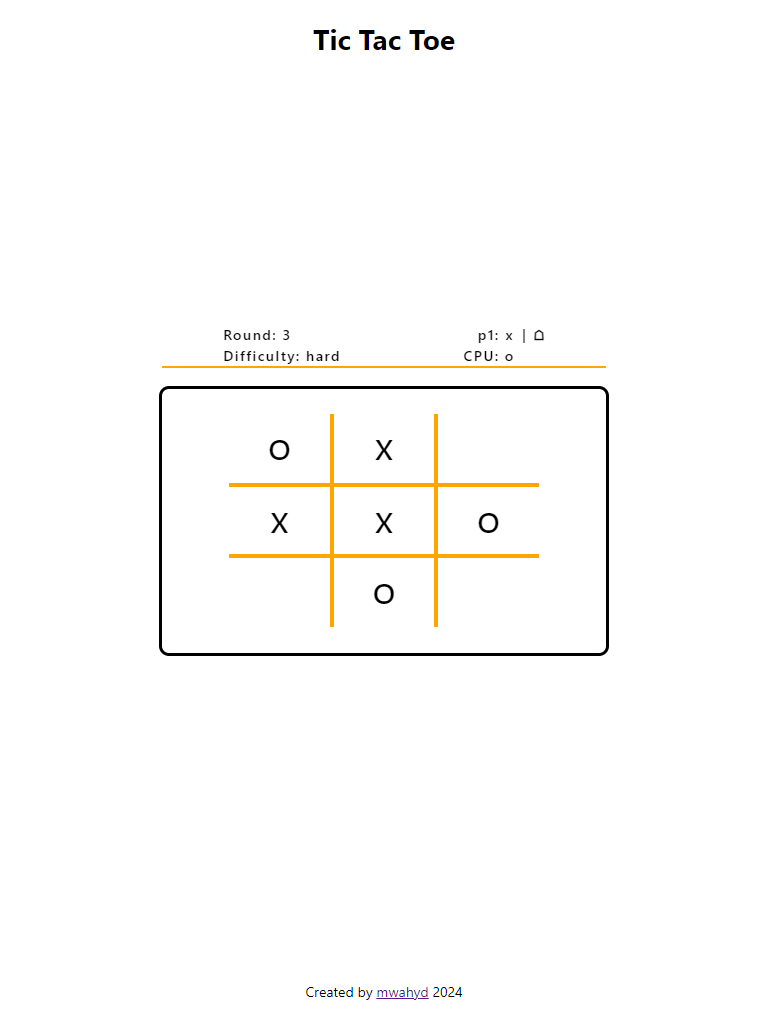 Tic Tac Toe
Round: 3
p1: x |
Difficulty: hard
CPU: o
O X
X X O
O
Created by mwahyd 2024